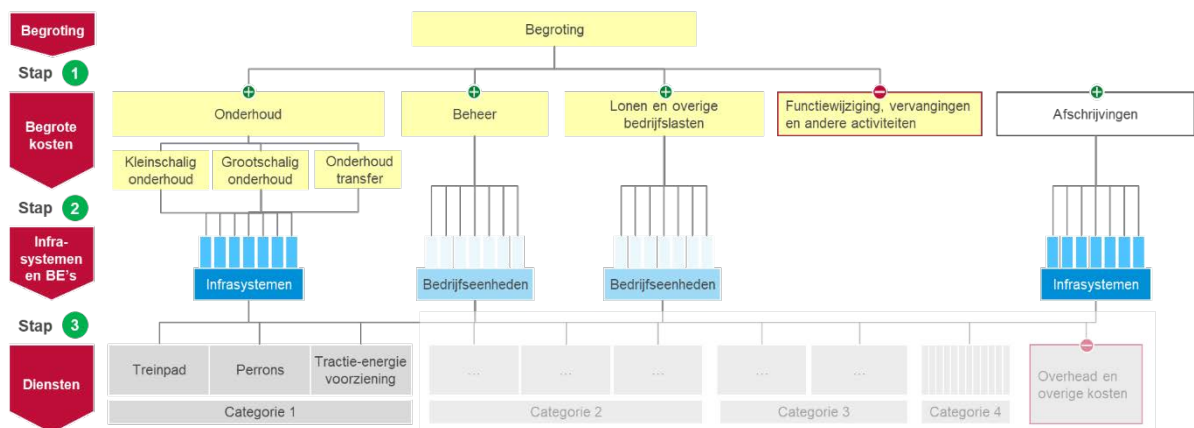 Begroting
Begroting
Stap 1
Begrote
kosten
Onderhoud
Beheer
Lonen en overige
bedrijfslasten
Functiewijziging, vervangingen
en andere activiteiten
Afschrijvingen
Kleinschalig
onderhoud
Grootschalig
onderhoud
Onderhoud
transfer
Stap 2
Infra-
systemen
en BE's
Infrasystemen
Bedrijfseenheden
Bedrijfseenheden
Infrasystemen
Stap 3
Diensten
Treinpad
Perrons
Tractie-energie
voorziening
...
...
...
...
...
Overhead en
overige kosten
Categorie 1
Categorie 2
Categorie 3
Categorie 4